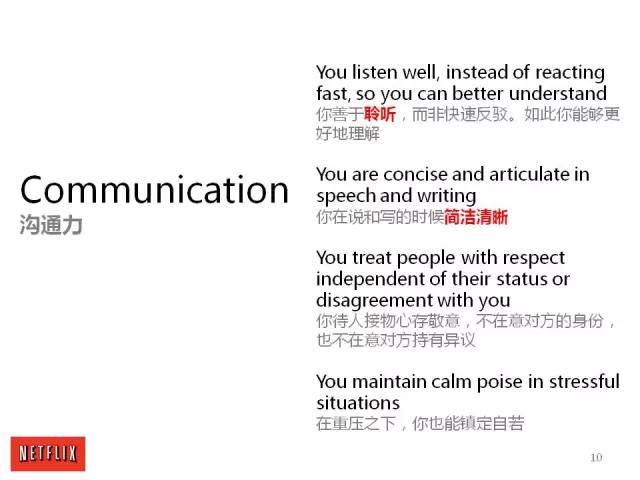 Communication
沟通力
You listen well, instead of reacting
fast, so you can better understand
你善于聆听，而非快速反驳。如此你能够更
好地理解
You are concise and articulate in
speech and writing
你在说和写的时候简洁清晰
You treat people with respect
independent of their status or
disagreement with you
你待人接物心存敬意，不在意对方的身份，
也不在意对方持有异议
You maintain calm poise in stressful
situations
在重压之下，你也能镇定自若
NETFLIX
10